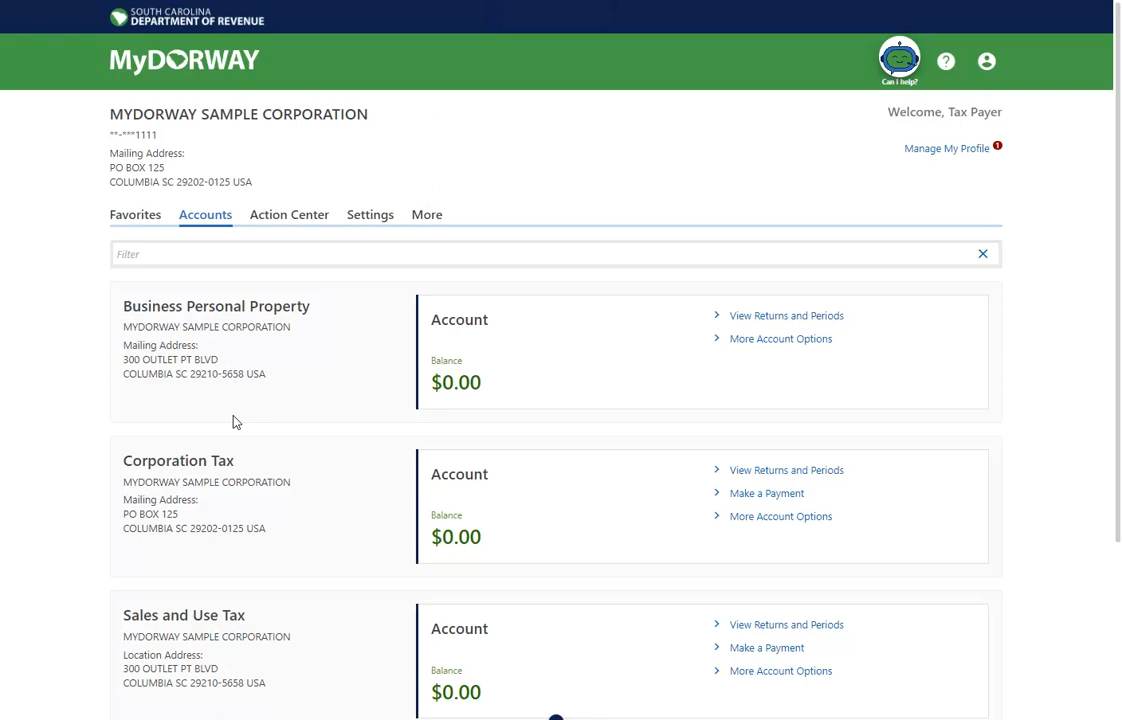 SOUTH CAROLINA
DEPARTMENT OF REVENUE
MyDORWAY
Can I help?
?
MYDORWAY SAMPLE CORPORATION
Welcome, Tax Payer
**-***1111
Manage My Profile 1
Mailing Address:
PO BOX 125
COLUMBIA SC 29202-0125 USA
Favorites Accounts Action Center Settings More
Filter
Business Personal Property
MYDORWAY SAMPLE CORPORATION
Mailing Address:
300 OUTLET PT BLVD
COLUMBIA SC 29210-5658 USA
Account
Balance
$0.00
View Returns and Periods
More Account Options
Corporation Tax
MYDORWAY SAMPLE CORPORATION
Mailing Address:
PO BOX 125
COLUMBIA SC 29202-0125 USA
Account
Balance
$0.00
View Returns and Periods
Make a Payment
More Account Options
Sales and Use Tax
MYDORWAY SAMPLE CORPORATION
Location Address:
300 OUTLET PT BLVD
COLUMBIA SC 29210-5658 USA
Account
Balance
$0.00
View Returns and Periods
Make a Payment
More Account Options